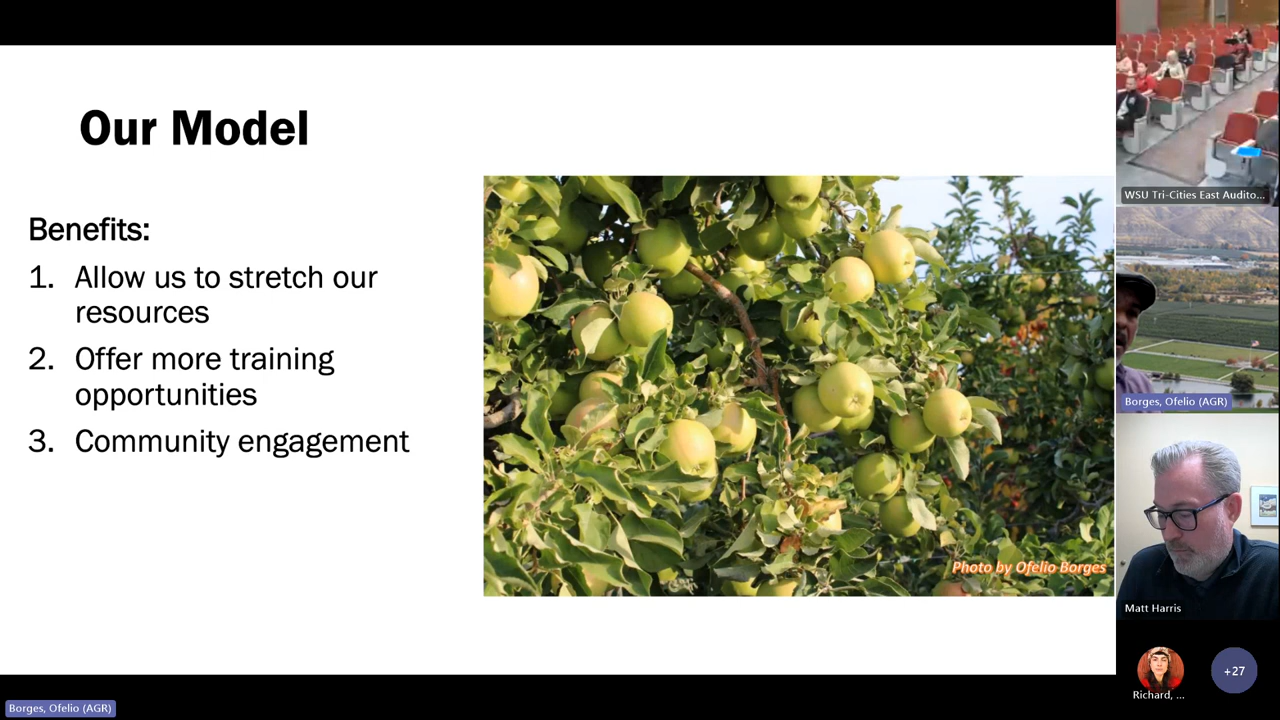 Our Model
Benefits:
1. Allow us to stretch our
resources
2. Offer more training
opportunities
3. Community engagement
Photo by Ofelio Borges
WSU Tri-Cities East Audito...
Borges, Ofelio (AGR)
Matt Harris
Richard, ...
+27
Borges, Ofelio (AGR)